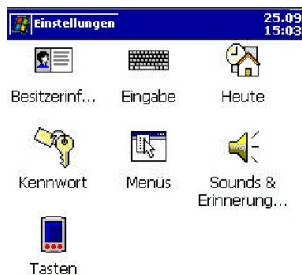 Einstellungen
25.09
15:03
Besitzerinf... Eingabe Heute
Kennwort Menüs Sounds &
Erinnerung...
Tasten